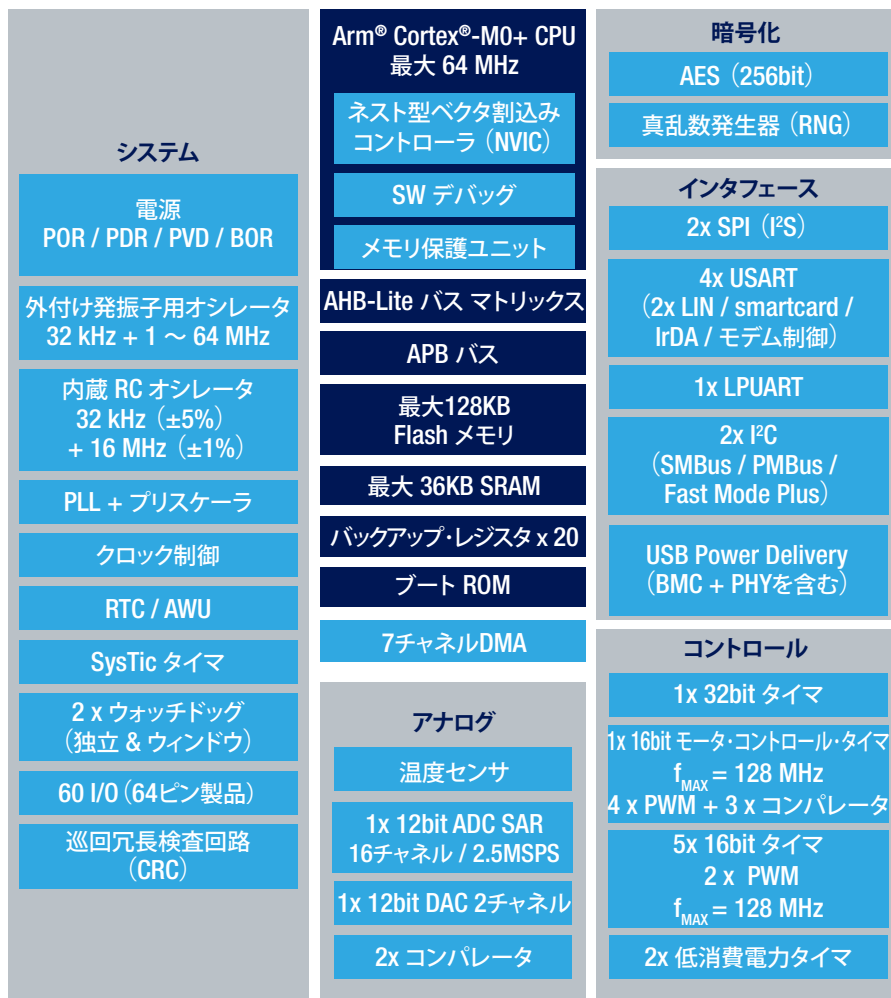 システム
電源
POR / PDR / PVD / BOR
外付け発振子用オシレータ
32 kHz + 1 ~ 64 MHz
内蔵 RC オシレータ
32 kHz（±5%）
+ 16 MHz（±1%）
PLL + プリスケーラ
クロック制御
RTC / AWU
SysTic タイマ
2 x ウォッチドッグ
（独立 & ウィンドウ）
60 I/O（64ピン製品）
巡回冗長検査回路
（CRC）
Arm® Cortex®-M0+ CPU
最大 64 MHz
ネスト型ベクタ割込み
コントローラ（NVIC）
SW デバッグ
メモリ保護ユニット
AHB-Lite バス マトリックス
APB バス
最大128KB
Flash メモリ
最大 36KB SRAM
バックアップ・レジスタ x 20
ブート ROM
7チャネルDMA
アナログ
温度センサ
1x 12bit ADC SAR
16チャネル / 2.5MSPS
1x 12bit DAC 2チャネル
2x コンパレータ
暗号化
AES（256bit）
真乱数発生器（RNG）
インタフェース
2x SPI（I²S）
4x USART
（2x LIN / smartcard /
IrDA / モデム制御）
1x LPUART
2x I²C
（SMBus / PMBus /
Fast Mode Plus）
USB Power Delivery
（BMC + PHYを含む）
コントロール
1x 32bit タイマ
1x 16bit モータ・コントロール・タイマ
fMAX = 128 MHz
4 x PWM + 3 x コンパレータ
5x 16bit タイマ
2 x PWM
fMAX = 128 MHz
2x 低消費電力タイマ